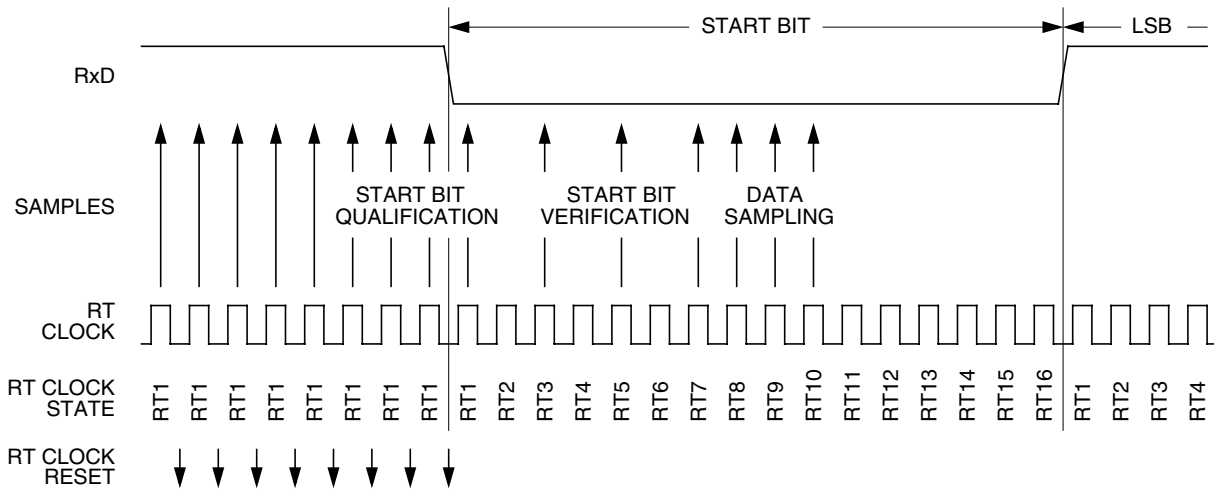 START BIT LSB
RxD
SAMPLES
START BIT
QUALIFICATION
START BIT
VERIFICATION
DATA
SAMPLING
RT
CLOCK
RT CLOCK
STATE
RT1 RT1 RT1 RT1 RT1 RT1 RT1 RT1 RT1 RT2 RT3 RT4 RT5 RT6 RT7 RT8 RT9 RT10 RT11 RT12 RT13 RT14 RT15 RT16 RT1 RT2 RT3 RT4
RT CLOCK
RESET